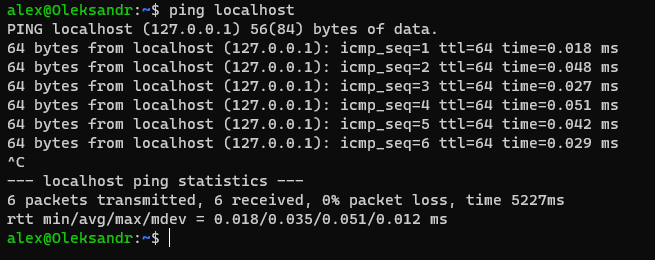 alex@Oleksandr:~$ ping localhost
PING localhost (127.0.0.1) 56(84) bytes of data.
64 bytes from localhost (127.0.0.1): icmp_seq=1 ttl=64 time=0.018 ms
64 bytes from localhost (127.0.0.1): icmp_seq=2 ttl=64 time=0.048 ms
64 bytes from localhost (127.0.0.1): icmp_seq=3 ttl=64 time=0.027 ms
64 bytes from localhost (127.0.0.1): icmp_seq=4 ttl=64 time=0.051 ms
64 bytes from localhost (127.0.0.1): icmp_seq=5 ttl=64 time=0.042 ms
64 bytes from localhost (127.0.0.1): icmp_seq=6 ttl=64 time=0.029 ms
^C
--- localhost ping statistics ---
6 packets transmitted, 6 received, 0% packet loss, time 5227ms
rtt min/avg/max/mdev = 0.018/0.035/0.051/0.012 ms
alex@Oleksandr:~$